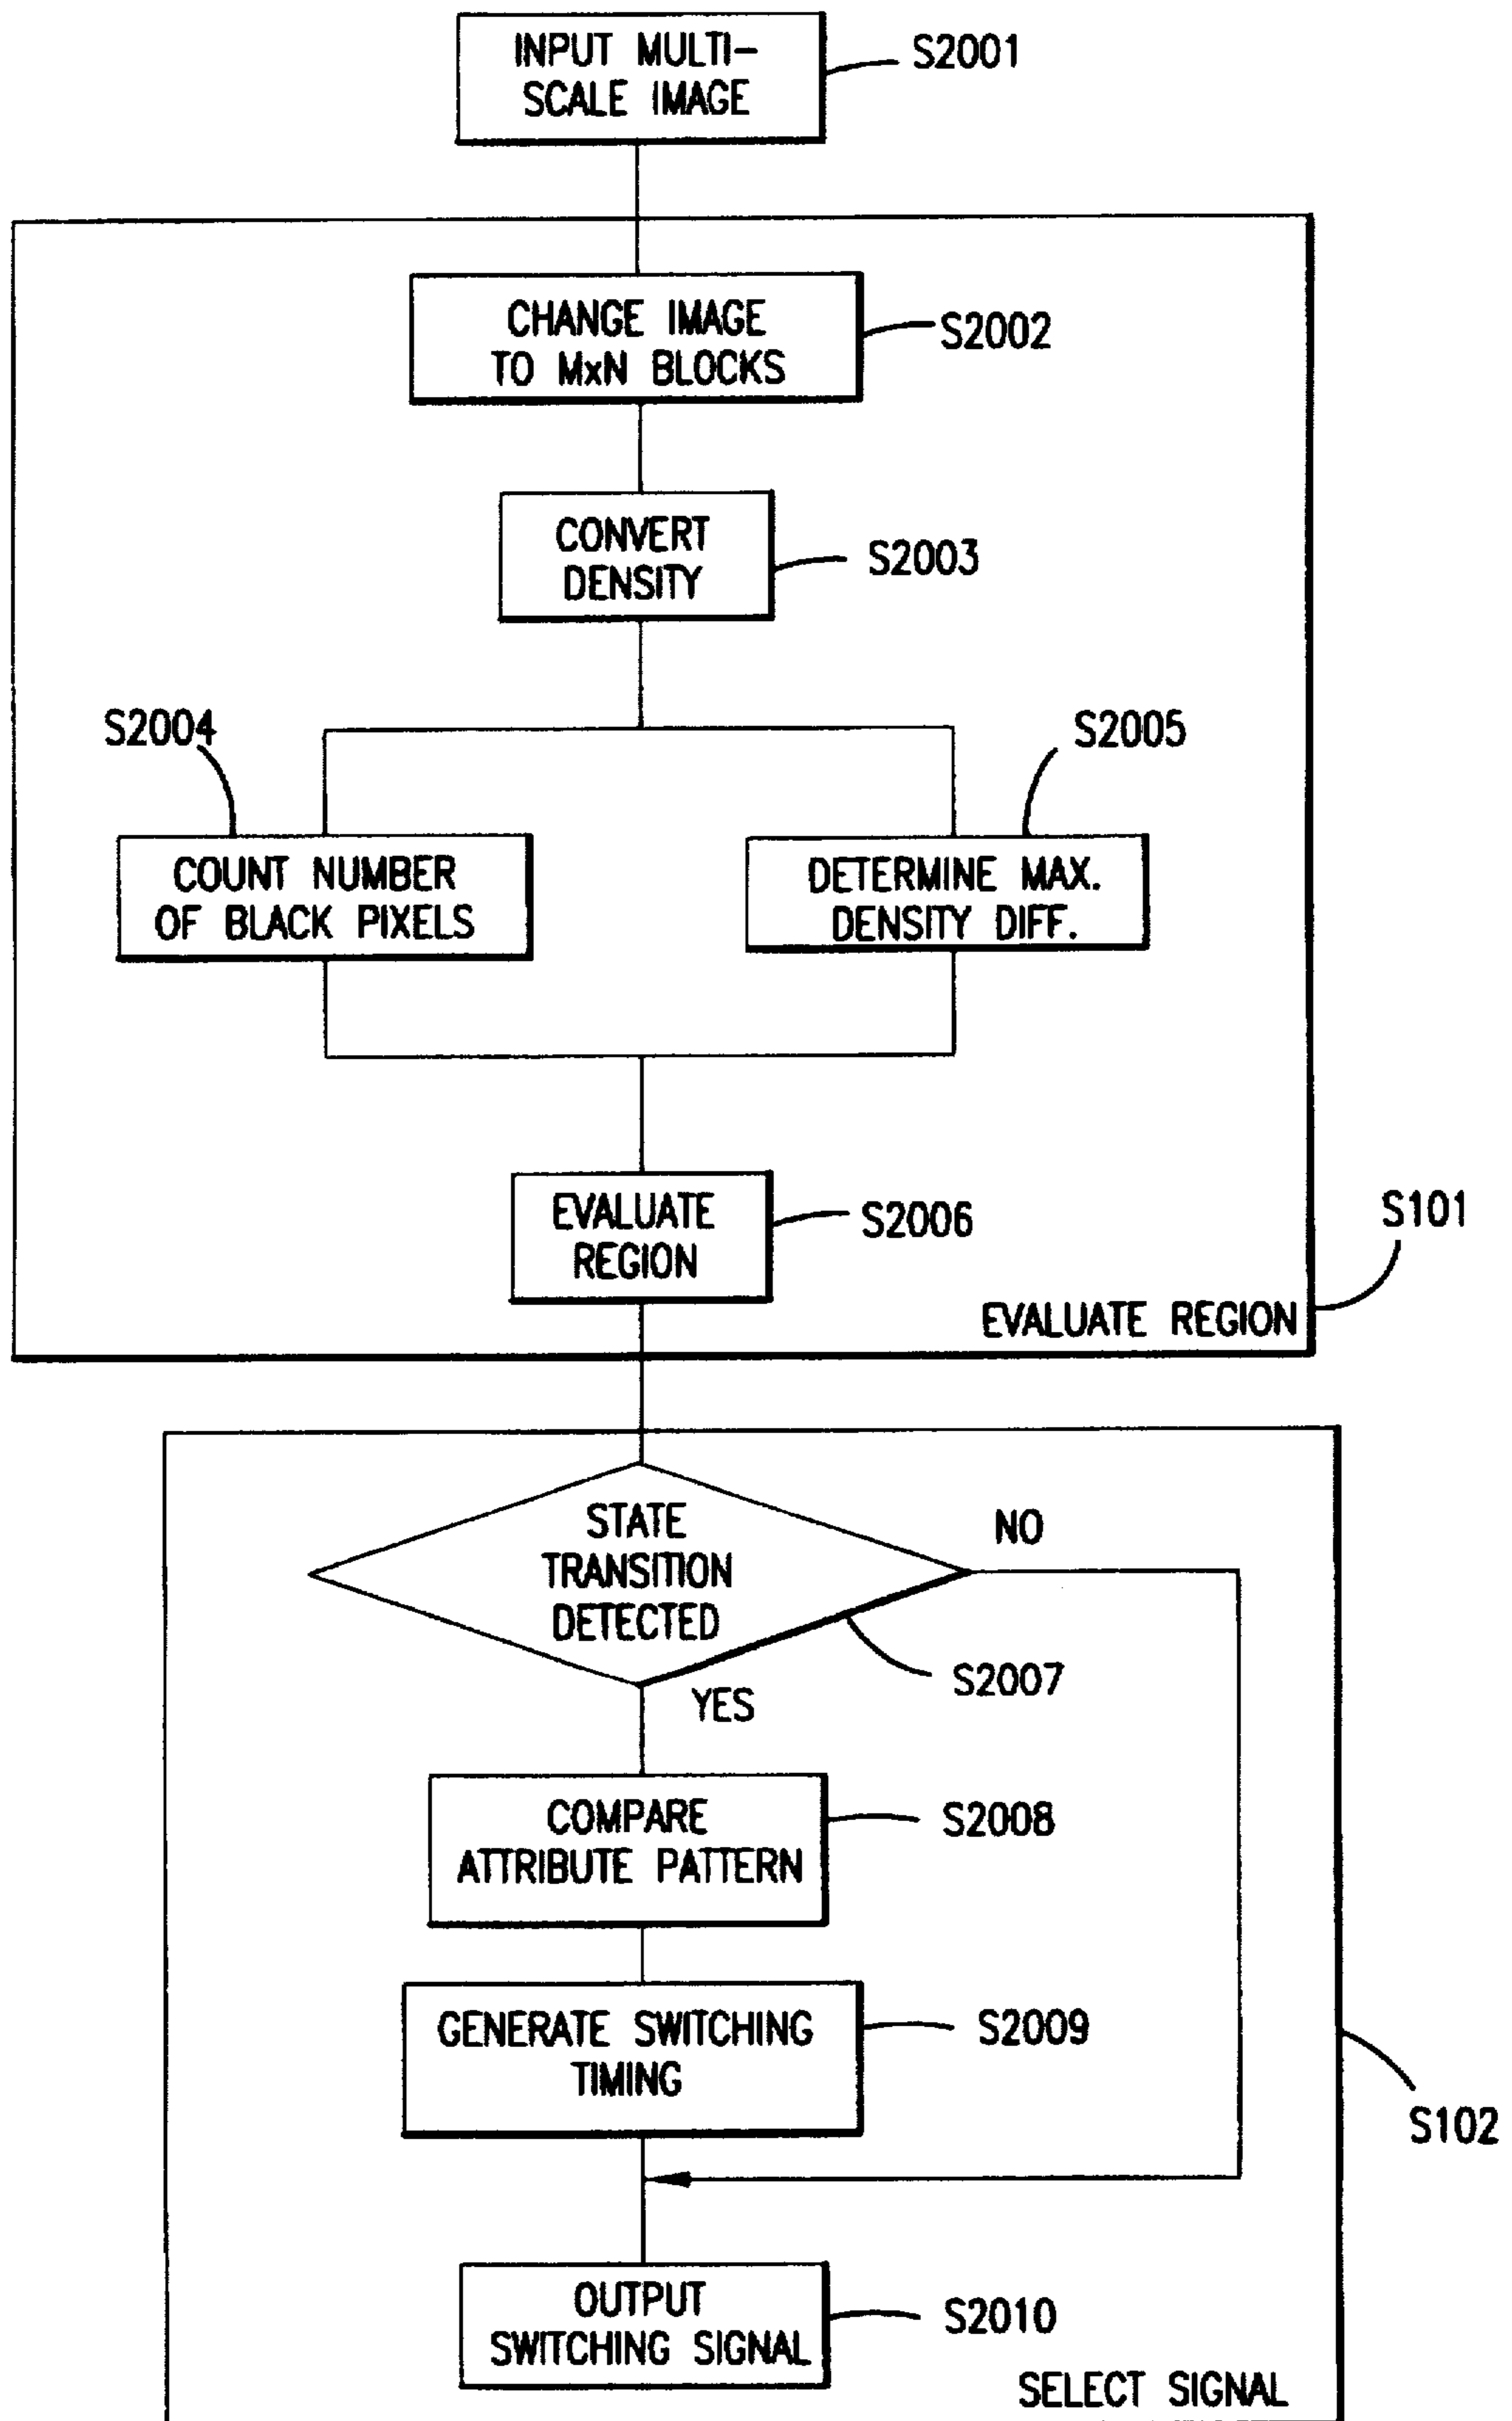 INPUT MULTI-
SCALE IMAGE
S2001
CHANGE IMAGE
TO MxN BLOCKS
S2002
CONVERT
DENSITY
S2003
S2004
S2005
COUNT NUMBER
OF BLACK PIXELS
DETERMINE MAX.
DENSITY DIFF.
EVALUATE
REGION
S2006
S101
EVALUATE REGION
STATE
TRANSITION
DETECTED
NO
S2007
YES
COMPARE
ATTRIBUTE PATTERN
S2008
GENERATE SWITCHING
TIMING
S2009
S102
OUTPUT
SWITCHING SIGNAL
S2010
SELECT SIGNAL